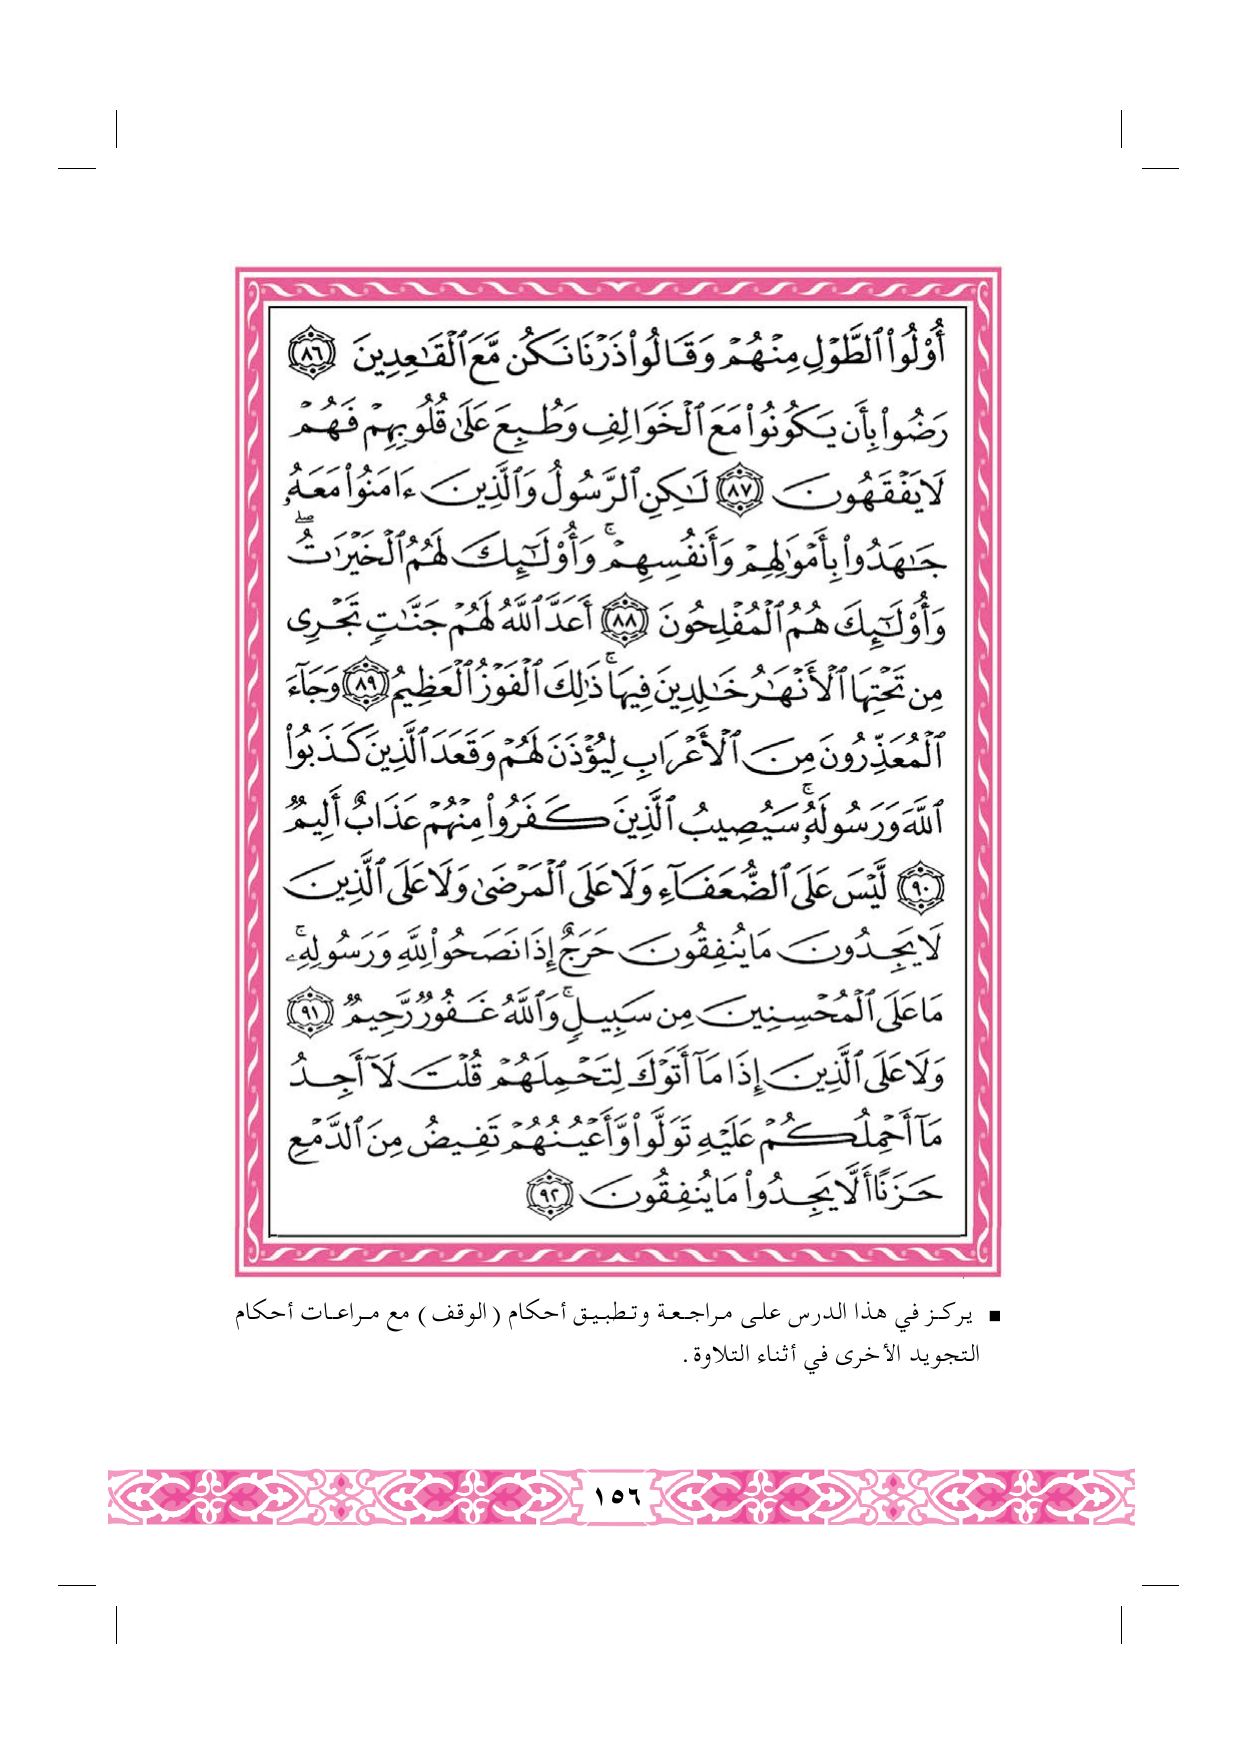 أُوْلُوا۟ ٱلطَّوْلِ مِنْهُمْ وَقَالُوا۟ ذَرْنَا نَكُن مَّعَ ٱلْقَـٰعِدِينَ ٨٦
رَضُوا۟ بِأَن يَكُونُوا۟ مَعَ ٱلْخَوَالِفِ وَطُبِعَ عَلَىٰ قُلُوبِهِمْ فَهُمْ
لَا يَفْقَهُونَ ٨٧ لَـٰكِنِ ٱلرَّسُولُ وَٱلَّذِينَ ءَامَنُوا۟ مَعَهُۥ
جَـٰهَدُوا۟ بِأَمْوَٰلِهِمْ وَأَنفُسِهِمْ ۚ وَأُو۟لَـٰٓئِكَ لَهُمُ ٱلْخَيْرَٰتُ ۖ
وَأُو۟لَـٰٓئِكَ هُمُ ٱلْمُفْلِحُونَ ٨٨ أَعَدَّ ٱللَّهُ لَهُمْ جَنَّـٰتٍ تَجْرِى
مِن تَحْتِهَا ٱلْأَنْهَـٰرُ خَـٰلِدِينَ فِيهَا ۚ ذَٰلِكَ ٱلْفَوْزُ ٱلْعَظِيمُ ٨٩ وَجَآءَ
ٱلْمُعَذِّرُونَ مِنَ ٱلْأَعْرَابِ لِيُؤْذَنَ لَهُمْ وَقَعَدَ ٱلَّذِينَ كَذَبُوا۟
ٱللَّهَ وَرَسُولَهُۥ ۚ سَيُصِيبُ ٱلَّذِينَ كَفَرُوا۟ مِنْهُمْ عَذَابٌ أَلِيمٌ
٩٠ لَّيْسَ عَلَى ٱلضُّعَفَآءِ وَلَا عَلَى ٱلْمَرْضَىٰ وَلَا عَلَى ٱلَّذِينَ
لَا يَجِدُونَ مَا يُنفِقُونَ حَرَجٌ إِذَا نَصَحُوا۟ لِلَّهِ وَرَسُولِهِۦ ۚ
مَا عَلَى ٱلْمُحْسِنِينَ مِن سَبِيلٍ ۚ وَٱللَّهُ غَفُورٌ رَّحِيمٌ ٩١
وَلَا عَلَى ٱلَّذِينَ إِذَا مَآ أَتَوْكَ لِتَحْمِلَهُمْ قُلْتَ لَآ أَجِدُ
مَآ أَحْمِلُكُمْ عَلَيْهِ تَوَلَّوا۟ وَّأَعْيُنُهُمْ تَفِيضُ مِنَ ٱلدَّمْعِ
حَزَنًا أَلَّا يَجِدُوا۟ مَا يُنفِقُونَ ٩٢
■ يركز في هذا الدرس على مراجعة وتطبيق أحكام (الوقف) مع مراعات أحكام
التجويد الأخرى في أثناء التلاوة .
١٥٦